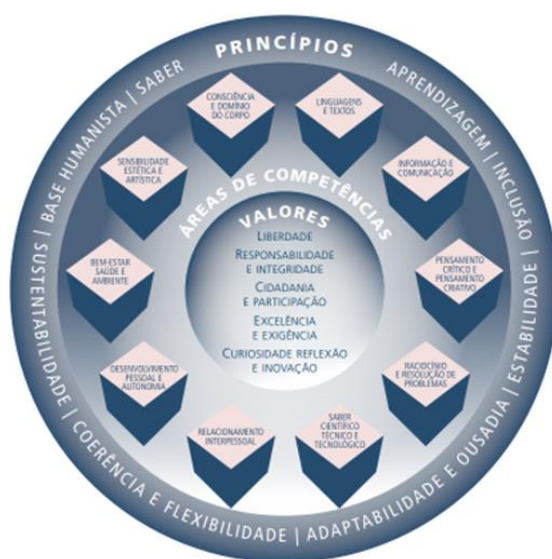 PRINCÍPIOS
BASE HUMANISTA | SABER
APRENDIZAGEM | INCLUSÃO |
ESTABILIDADE |
ADAPTABILIDADE E OUSADIA |
COERÊNCIA E FLEXIBILIDADE |
SUSTENTABILIDADE |
ÁREAS DE COMPETÊNCIAS
LINGUAGENS
E TEXTOS
INFORMAÇÃO E
COMUNICAÇÃO
PENSAMENTO
CRÍTICO E
PENSAMENTO
CRIATIVO
RACIOCÍNIO
E RESOLUÇÃO DE
PROBLEMAS
SABER
CIENTÍFICO
TÉCNICO E
TECNOLÓGICO
RELACIONAMENTO
INTERPESSOAL
DESENVOLVIMENTO
PESSOAL E
AUTONOMIA
BEM-ESTAR
SAÚDE E
AMBIENTE
SENSIBILIDADE
ESTÉTICA E
ARTÍSTICA
CONSCIÊNCIA
E DOMÍNIO
DO CORPO
VALORES
LIBERDADE
RESPONSABILIDADE
E INTEGRIDADE
CIDADANIA
E PARTICIPAÇÃO
EXCELÊNCIA
E EXIGÊNCIA
CURIOSIDADE REFLEXÃO
E INOVAÇÃO